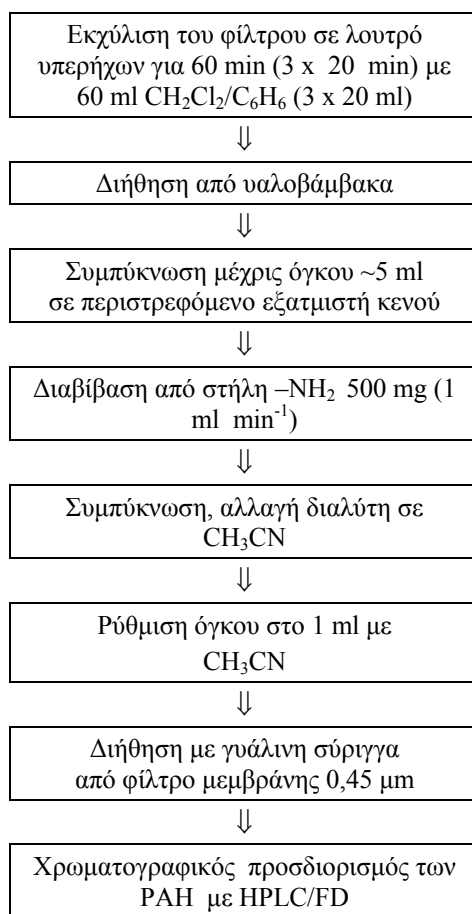 Εκχύλιση του φίλτρου σε λουτρό
υπερήχων για 60 min (3 x 20 min) με
60 ml CH₂Cl₂/C₆H₆ (3 x 20 ml)
⇓
Διήθηση από υαλοβάμβακα
⇓
Συμπύκνωση μέχρις όγκου ~5 ml
σε περιστρεφόμενο εξατμιστή κενού
⇓
Διαβίβαση από στήλη –NH₂ 500 mg (1
ml min⁻¹)
⇓
Συμπύκνωση, αλλαγή διαλύτη σε
CH₃CN
⇓
Ρύθμιση όγκου στο 1 ml με
CH₃CN
⇓
Διήθηση με γυάλινη σύριγγα
από φίλτρο μεμβράνης 0,45 μm
⇓
Χρωματογραφικός προσδιορισμός των
PAH με HPLC/FD